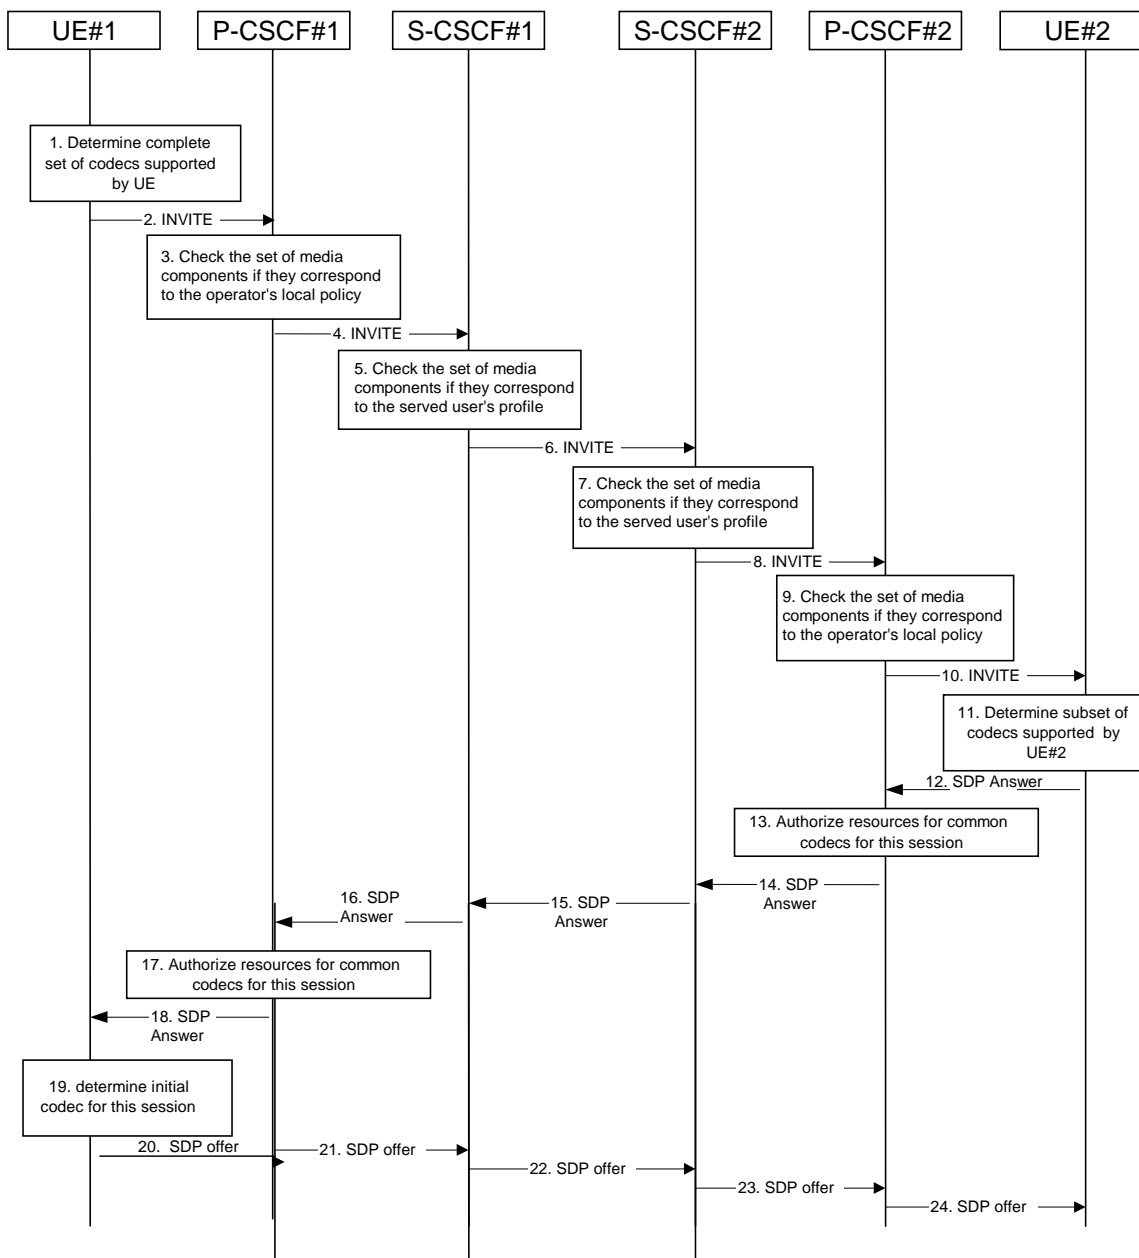 UE#1
P-CSCF#1
S-CSCF#1
S-CSCF#2
P-CSCF#2
UE#2
1. Determine complete
set of codecs supported
by UE
2. INVITE
3. Check the set of media
components if they correspond
to the operator's local policy
4. INVITE
5. Check the set of media
components if they correspond
to the served user's profile
6. INVITE
7. Check the set of media
components if they correspond
to the served user's profile
8. INVITE
9. Check the set of media
components if they correspond
to the operator's local policy
10. INVITE
11. Determine subset of
codecs supported by
UE#2
12. SDP Answer
13. Authorize resources for common
codecs for this session
14. SDP
Answer
15. SDP
Answer
16. SDP
Answer
17. Authorize resources for common
codecs for this session
18. SDP
Answer
19. determine initial
codec for this session
20. SDP offer
21. SDP offer
22. SDP offer
23. SDP offer
24. SDP offer